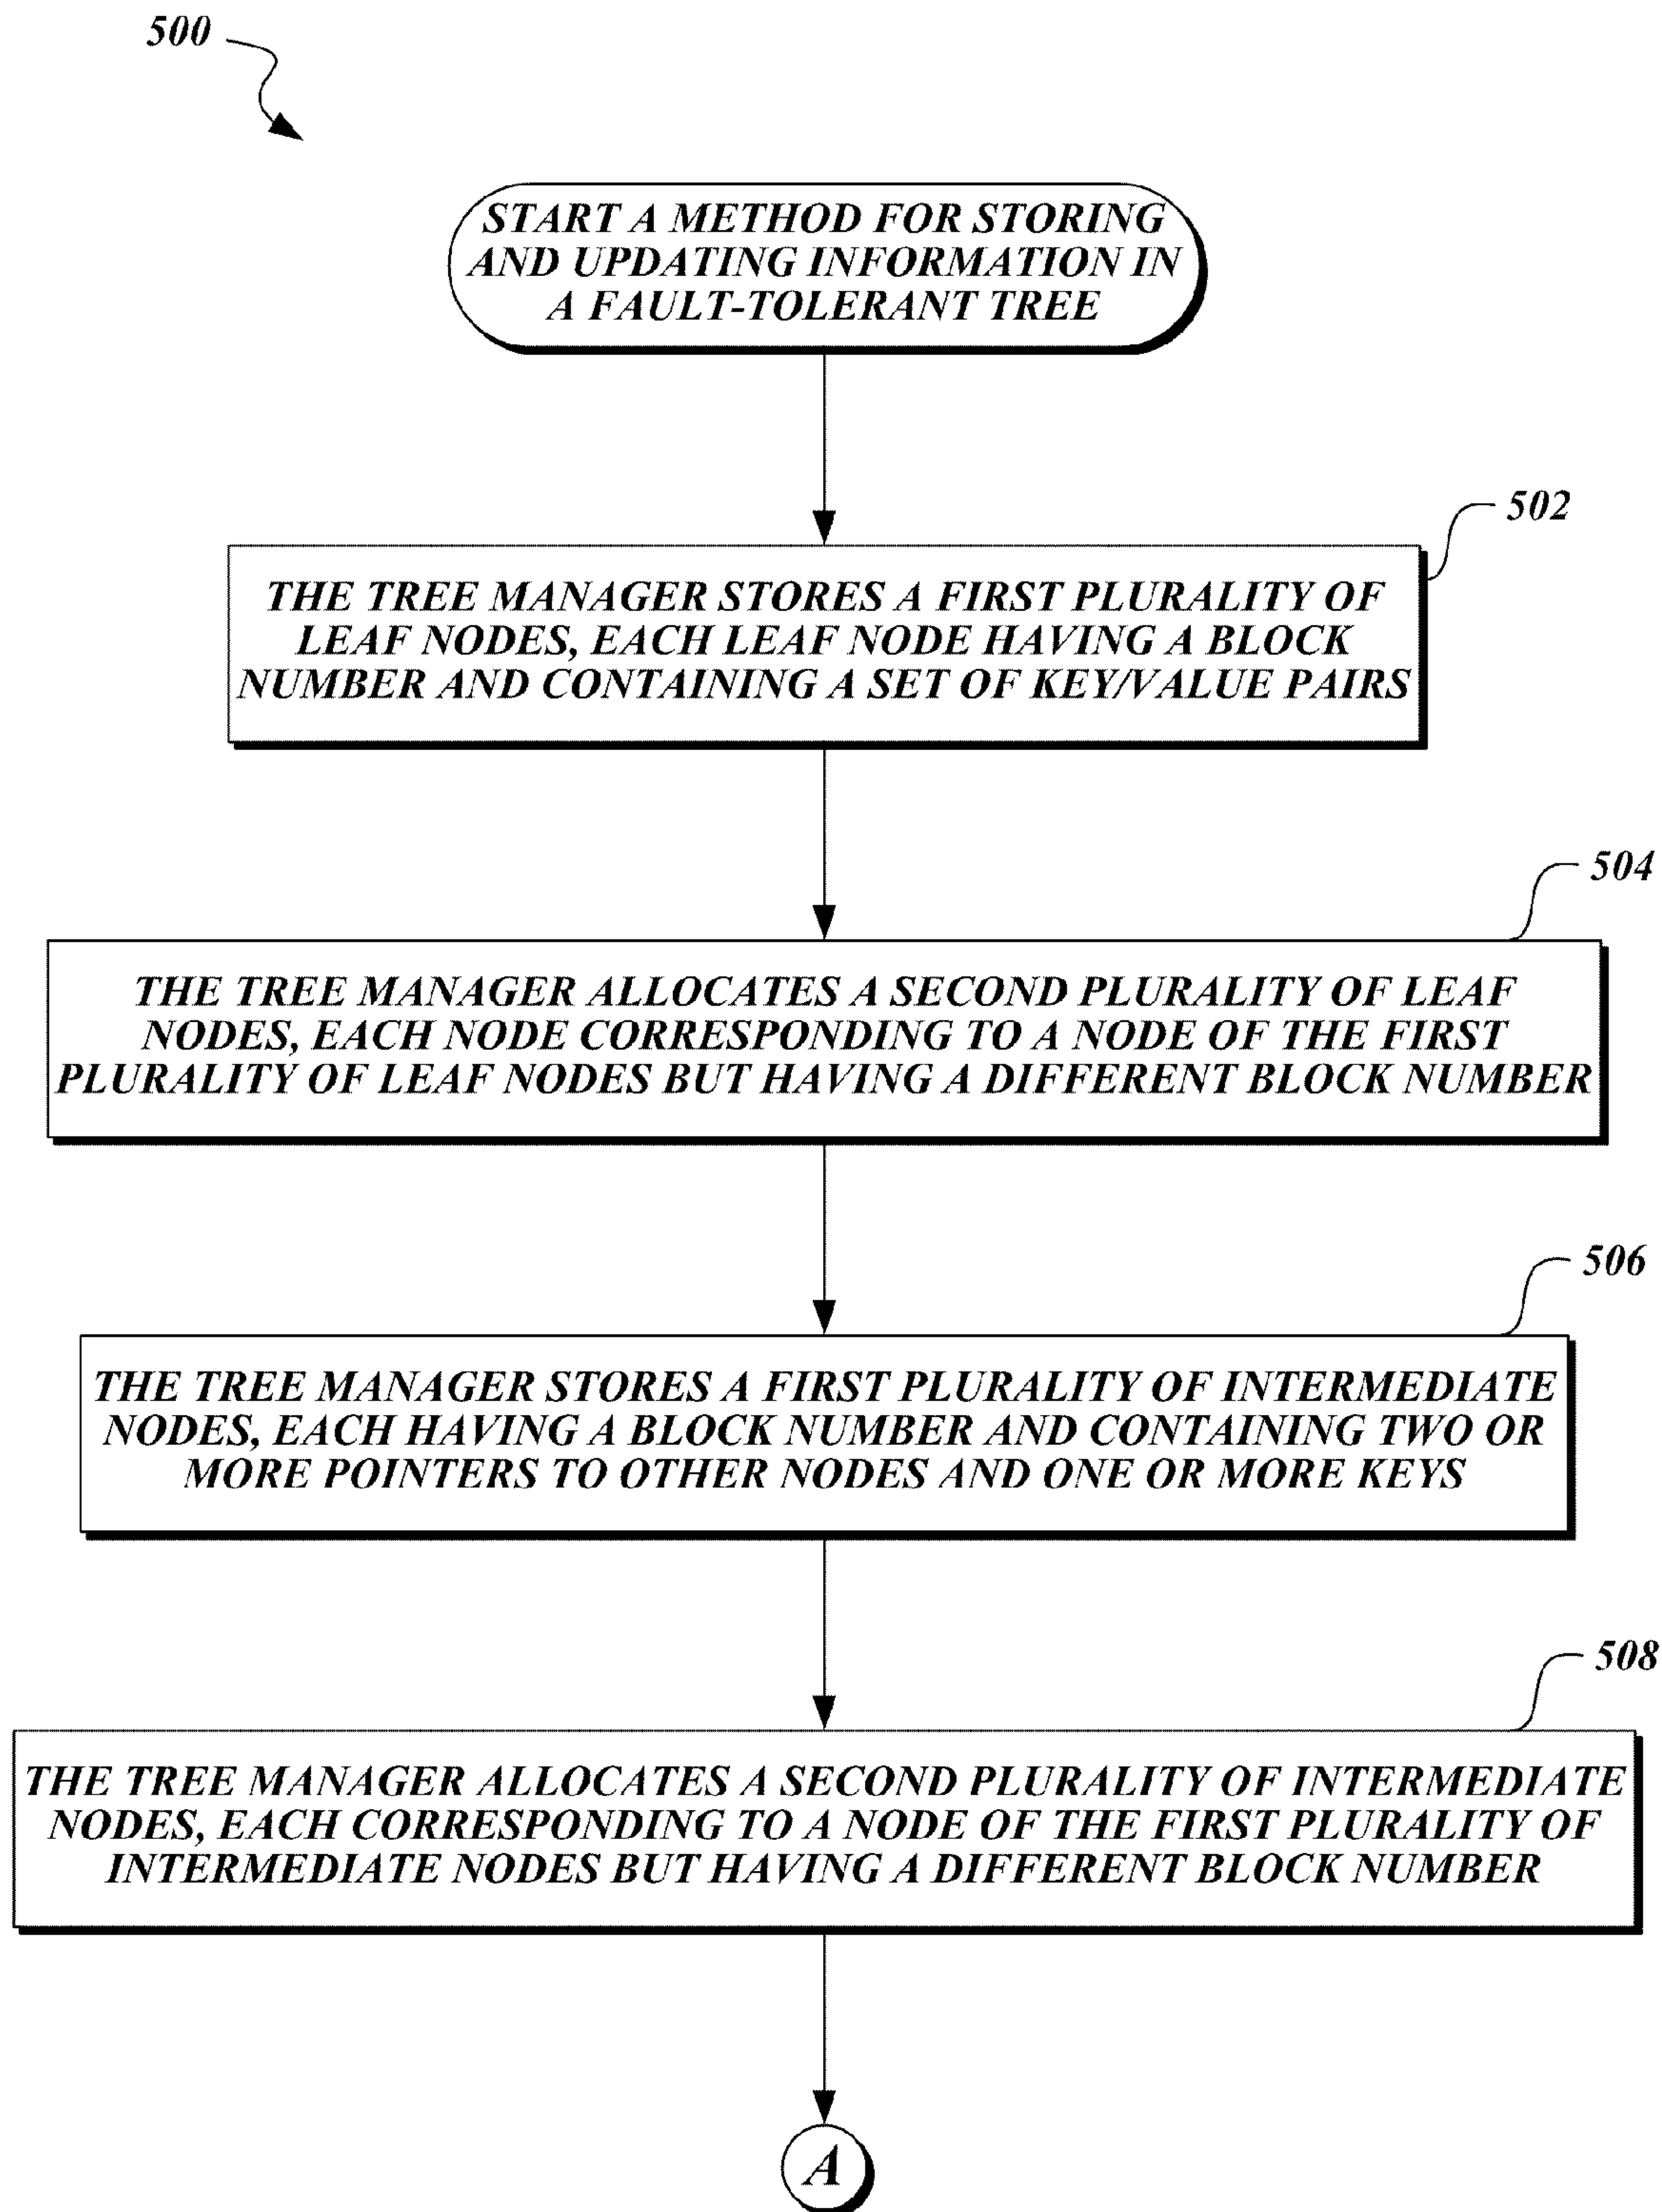 500
START A METHOD FOR STORING
AND UPDATING INFORMATION IN
A FAULT-TOLERANT TREE
502
THE TREE MANAGER STORES A FIRST PLURALITY OF
LEAF NODES, EACH LEAF NODE HAVING A BLOCK
NUMBER AND CONTAINING A SET OF KEY/VALUE PAIRS
504
THE TREE MANAGER ALLOCATES A SECOND PLURALITY OF LEAF
NODES, EACH NODE CORRESPONDING TO A NODE OF THE FIRST
PLURALITY OF LEAF NODES BUT HAVING A DIFFERENT BLOCK NUMBER
506
THE TREE MANAGER STORES A FIRST PLURALITY OF INTERMEDIATE
NODES, EACH HAVING A BLOCK NUMBER AND CONTAINING TWO OR
MORE POINTERS TO OTHER NODES AND ONE OR MORE KEYS
508
THE TREE MANAGER ALLOCATES A SECOND PLURALITY OF INTERMEDIATE
NODES, EACH CORRESPONDING TO A NODE OF THE FIRST PLURALITY OF
INTERMEDIATE NODES BUT HAVING A DIFFERENT BLOCK NUMBER
A